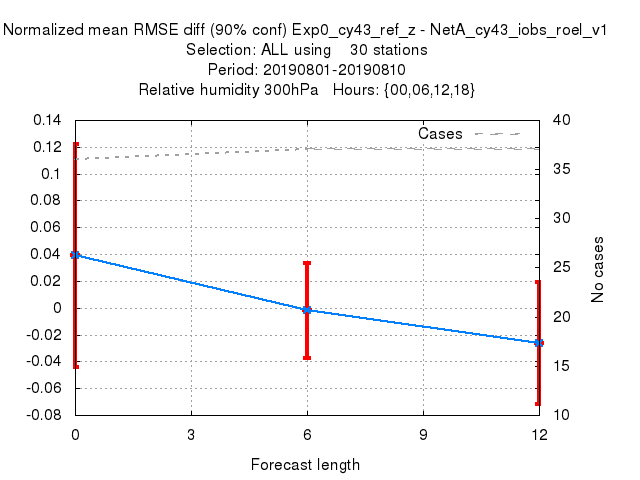 Normalized mean RMSE diff (90% conf) Exp0_cy43_ref_z - NetA_cy43_iobs_roel_v1
Selection: ALL using 30 stations
Period: 20190801-20190810
Relative humidity 300hPa Hours: {00,06,12,18}
0.14
0.12
0.1
0.08
0.06
0.04
0.02
0
-0.02
-0.04
-0.06
-0.08
Cases
40
35
30
25
20
15
10
No cases
0 3 6 9 12
Forecast length